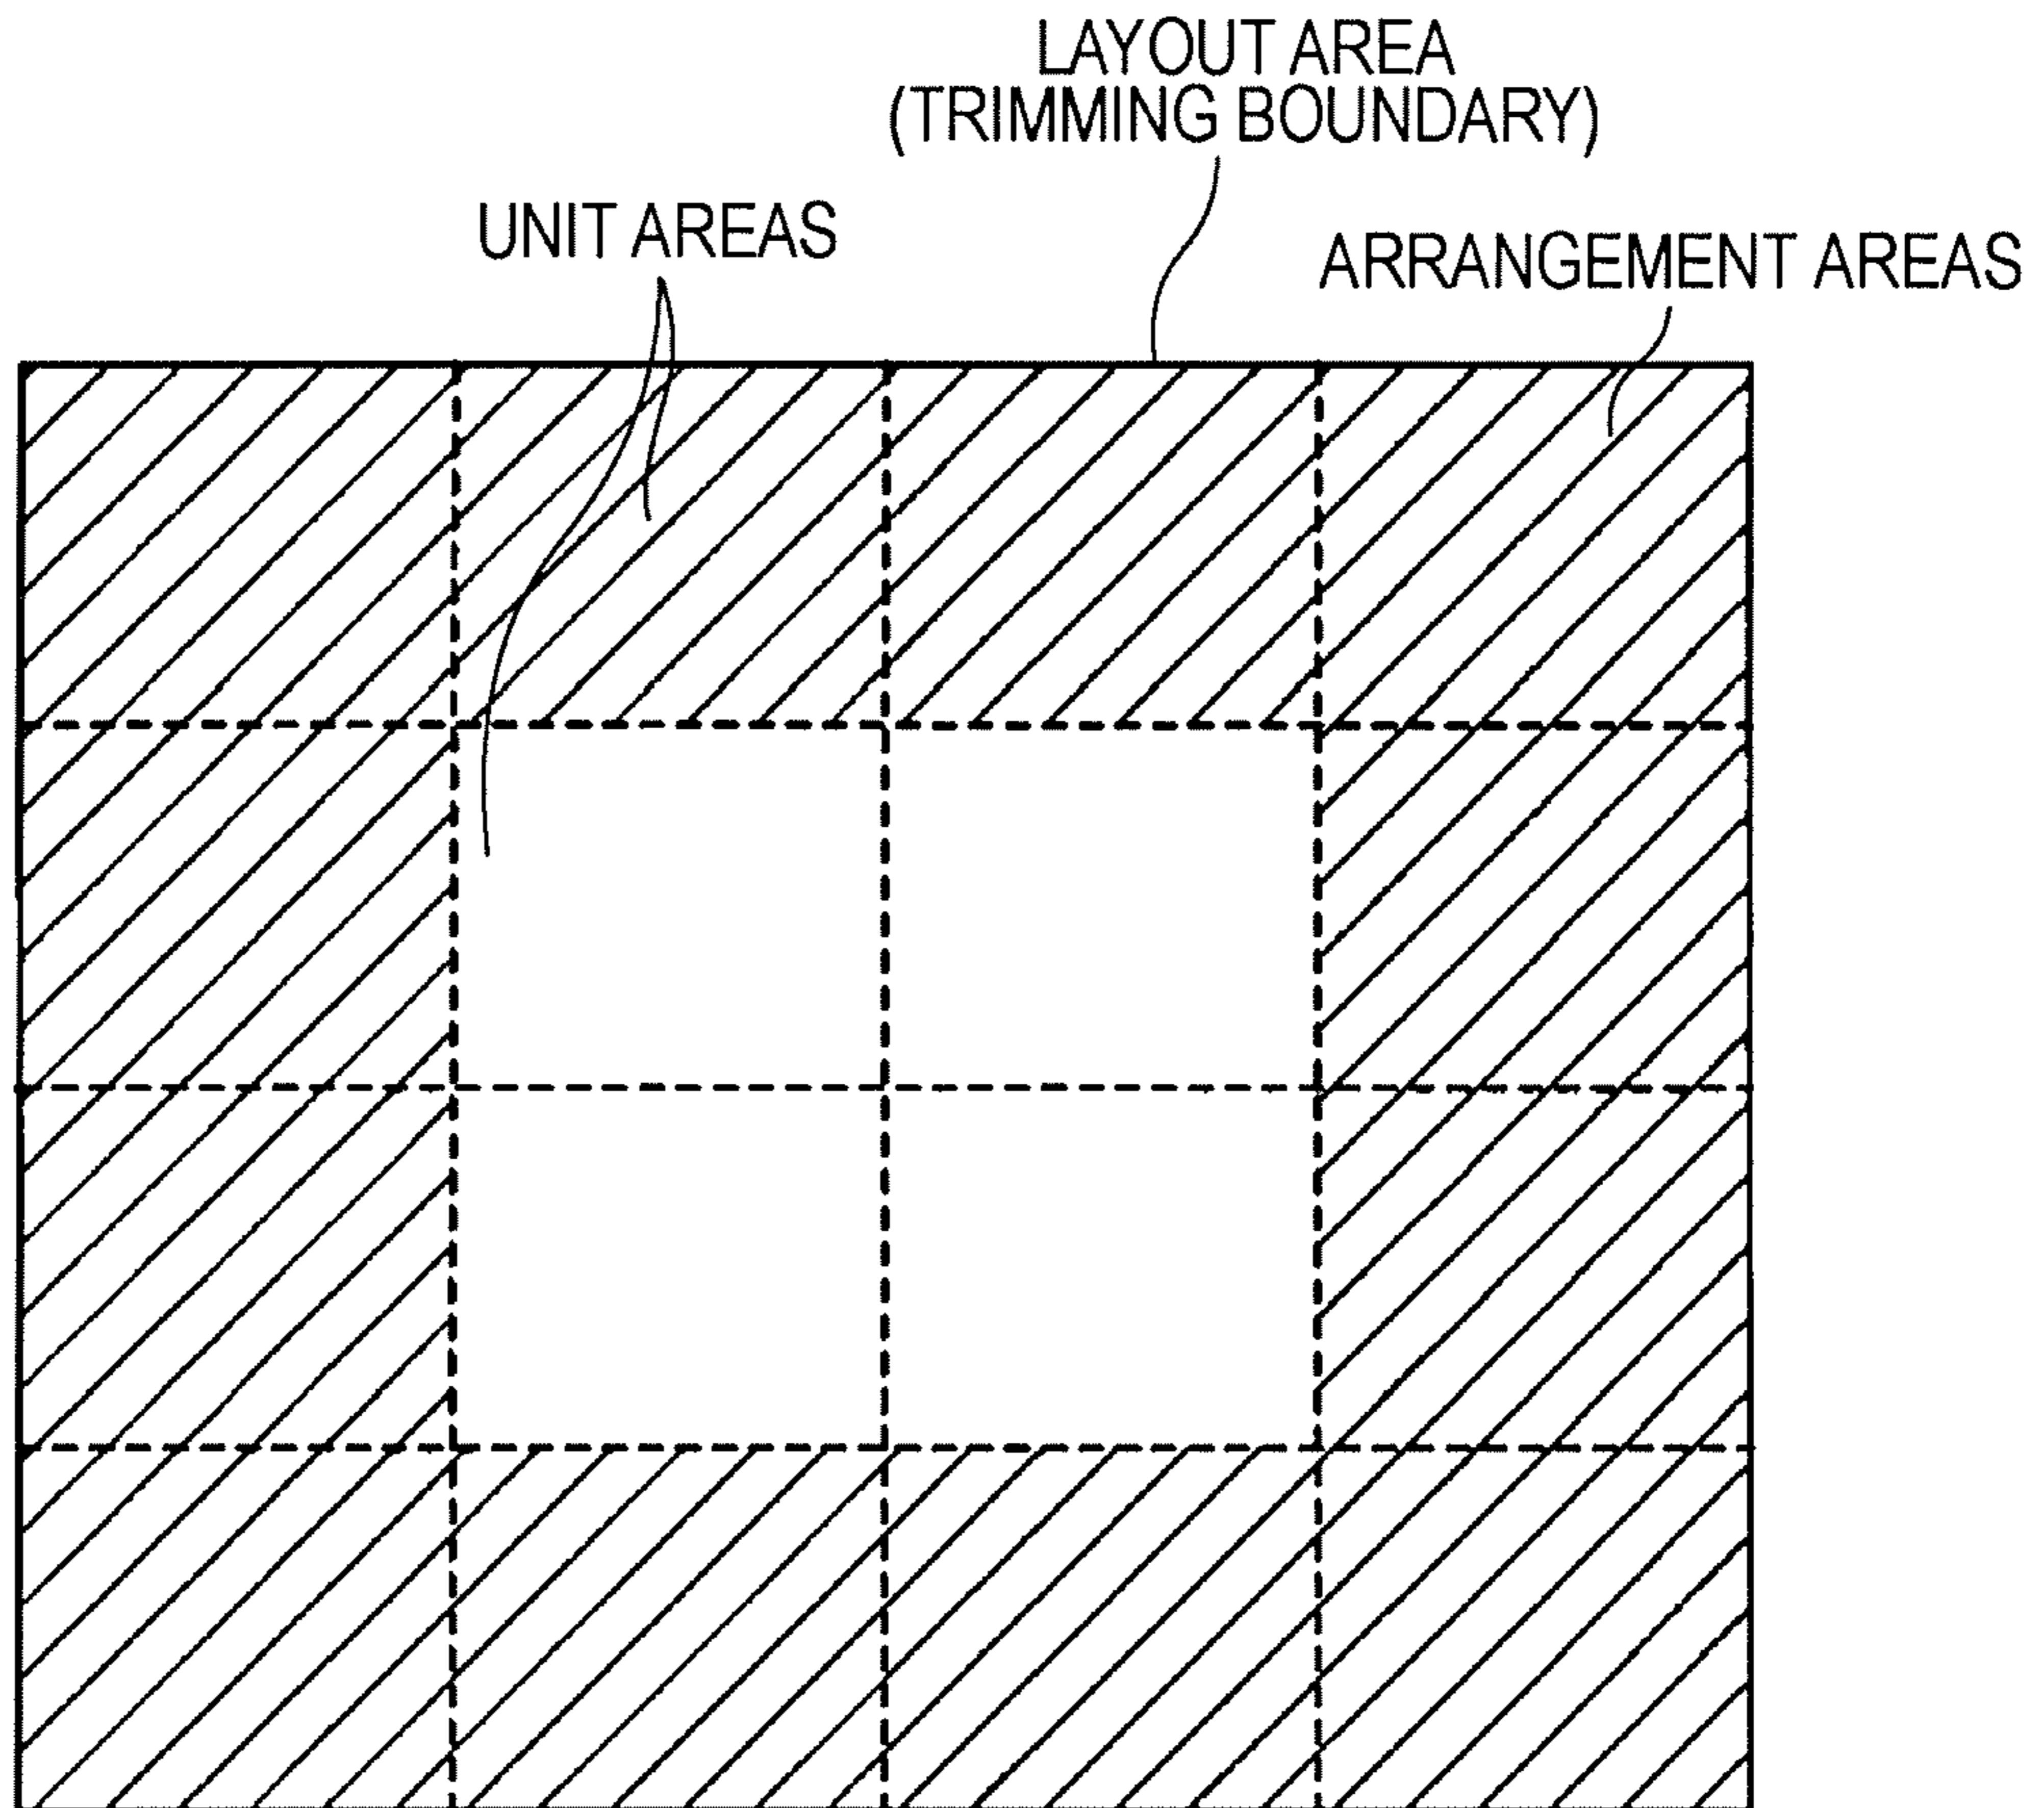 LAYOUT AREA
(TRIMMING BOUNDARY)
UNIT AREAS
ARRANGEMENT AREAS